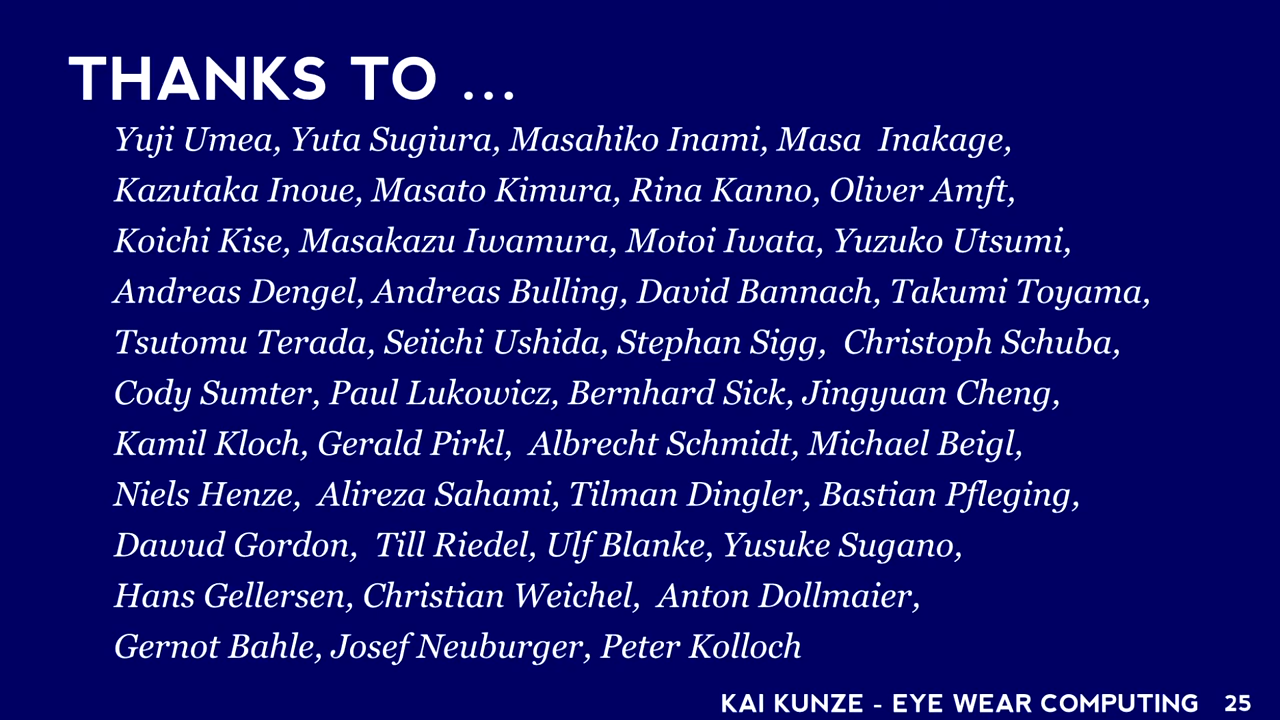 THANKS TO ...
Yuji Umea, Yuta Sugiura, Masahiko Inami, Masa  Inakage,
Kazutaka Inoue, Masato Kimura, Rina Kanno, Oliver Amft,
Koichi Kise, Masakazu Iwamura, Motoi Iwata, Yuzuko Utsumi,
Andreas Dengel, Andreas Bulling, David Bannach, Takumi Toyama,
Tsutomu Terada, Seiichi Ushida, Stephan Sigg,  Christoph Schuba,
Cody Sumter, Paul Lukowicz, Bernhard Sick, Jingyuan Cheng,
Kamil Kloch, Gerald Pirkl,  Albrecht Schmidt, Michael Beigl,
Niels Henze,  Alireza Sahami, Tilman Dingler, Bastian Pfleging,
Dawud Gordon,  Till Riedel, Ulf Blanke, Yusuke Sugano,
Hans Gellersen, Christian Weichel,  Anton Dollmaier,
Gernot Bahle, Josef Neuburger, Peter Kolloch
KAI KUNZE - EYE WEAR COMPUTING 25